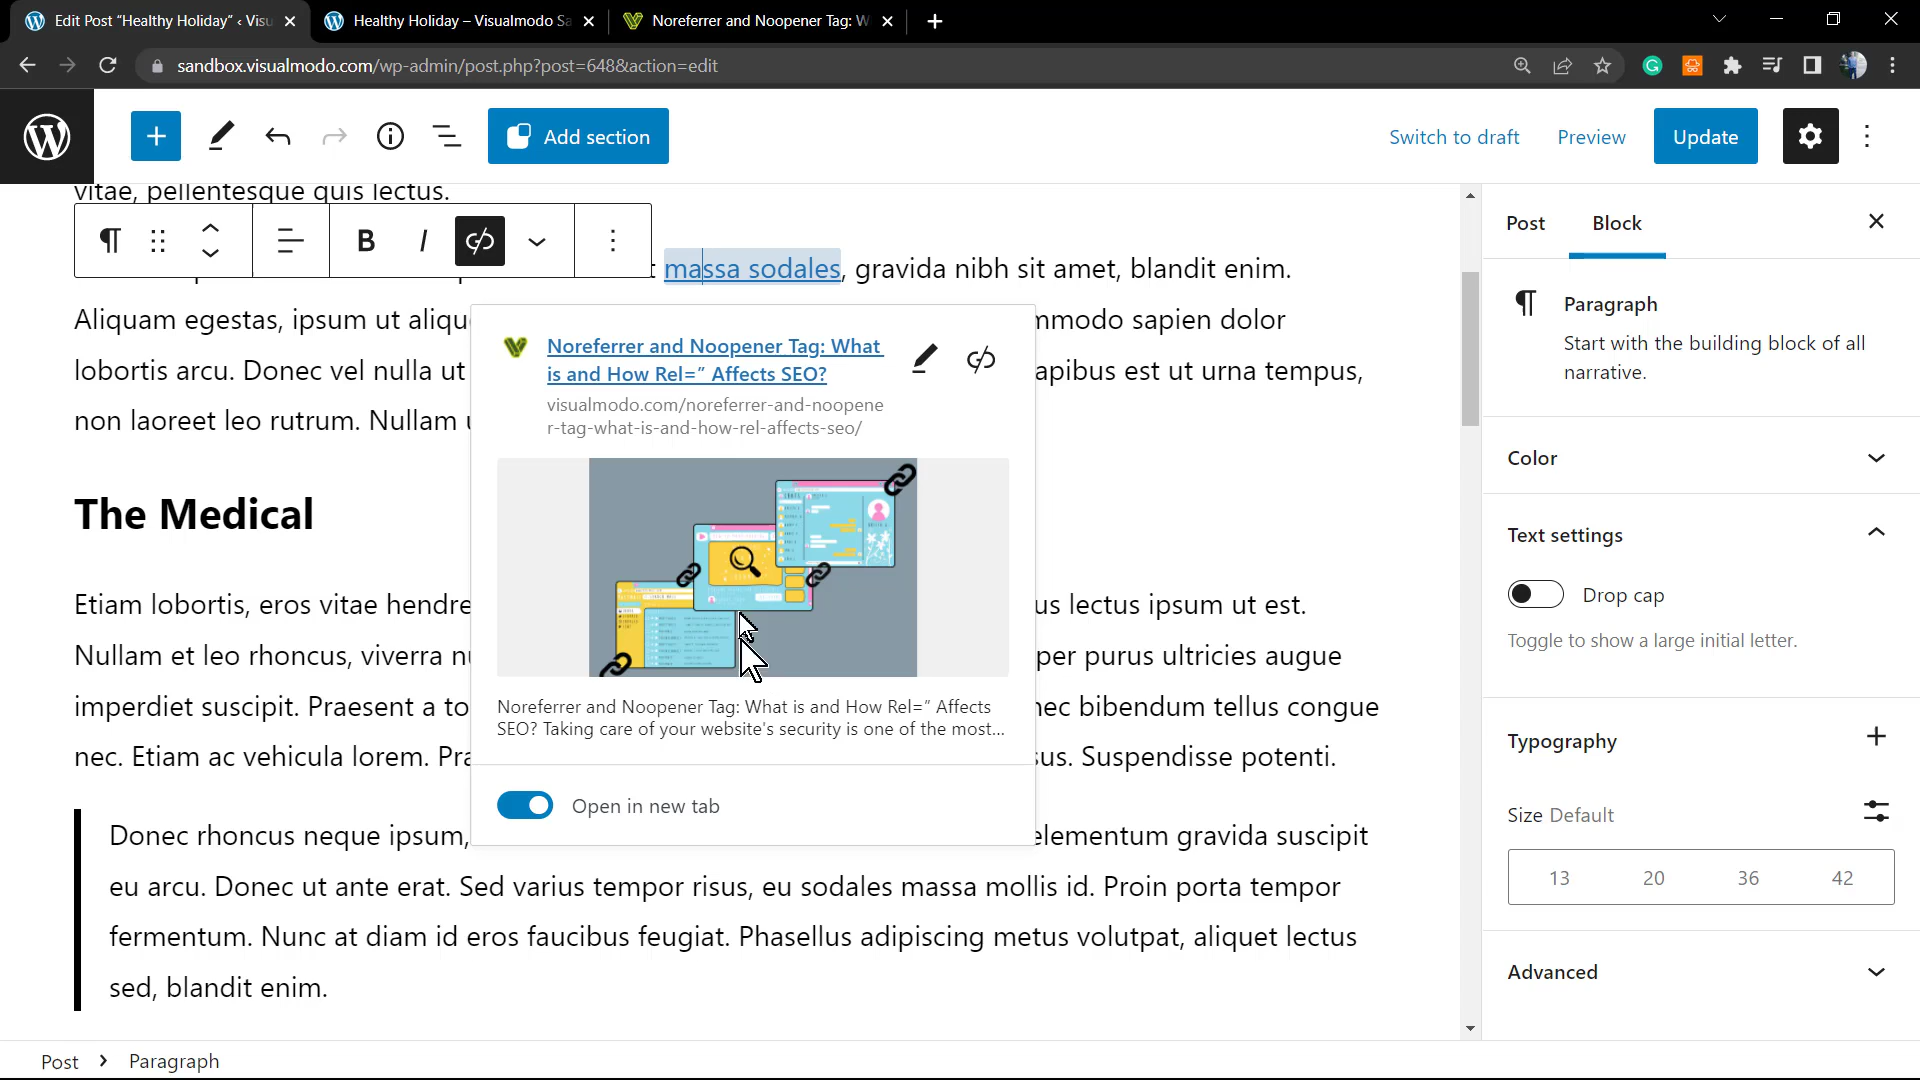 Edit Post “Healthy Holiday” ‹ Visu
Healthy Holiday – Visualmodo Sa
Noreferrer and Noopener Tag: W
sandbox.visualmodo.com/wp-admin/post.php?post=648&action=edit
Add section
Switch to draft
Preview
Update
vitae, pellentesque quis lectus.
massa sodales, gravida nibh sit amet, blandit enim.
Aliquam egestas, ipsum ut aliqu
mmodo sapien dolor
lobortis arcu. Donec vel nulla ut
apibus est ut urna tempus,
non laoreet leo rutrum. Nullam u
The Medical
Etiam lobortis, eros vitae hendre
us lectus ipsum ut est.
Nullam et leo rhoncus, viverra nu
per purus ultricies augue
imperdiet suscipit. Praesent a to
nec bibendum tellus congue
nec. Etiam ac vehicula lorem. Pra
sus. Suspendisse potenti.
Donec rhoncus neque ipsum,
elementum gravida suscipit
eu arcu. Donec ut ante erat. Sed varius tempor risus, eu sodales massa mollis id. Proin porta tempor
fermentum. Nunc at diam id eros faucibus feugiat. Phasellus adipiscing metus volutpat, aliquet lectus
sed, blandit enim.
Noreferrer and Noopener Tag: What
is and How Rel=” Affects SEO?
visualmodo.com/noreferrer-and-noopene
r-tag-what-is-and-how-rel-affects-seo/
Noreferrer and Noopener Tag: What is and How Rel=” Affects
SEO? Taking care of your website's security is one of the most...
Open in new tab
Post
Block
Paragraph
Start with the building block of all
narrative.
Color
Text settings
Drop cap
Toggle to show a large initial letter.
Typography
Size Default
13 20 36 42
Advanced
Post
Paragraph